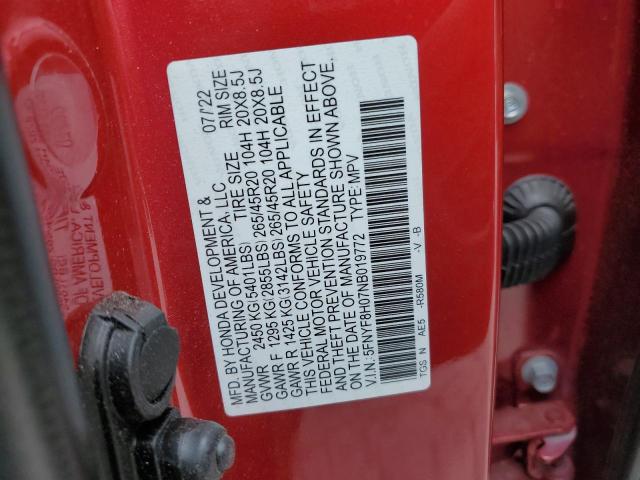 MFD. BY HONDA DEVELOPMENT & 07/'22
MANUFACTURING OF AMERICA, LLC
TIRE SIZE RIM SIZE
GVWR 2450 KG(5401LBS)
GAWR F 1295 KG(2855LBS) 265/45R20 104H 20X8.5J
GAWR R 1425 KG(3142LBS) 265/45R20 104H 20X8.5J
THIS VEHICLE CONFORMS TO ALL APPLICABLE
FEDERAL MOTOR VEHICLE SAFETY
AND THEFT PREVENTION STANDARDS IN EFFECT
ON THE DATE OF MANUFACTURE SHOWN ABOVE.
V.I.N.: 5FNYF8H07NB019772 TYPE:MPV
TGS N AE5 -R580M -V -B